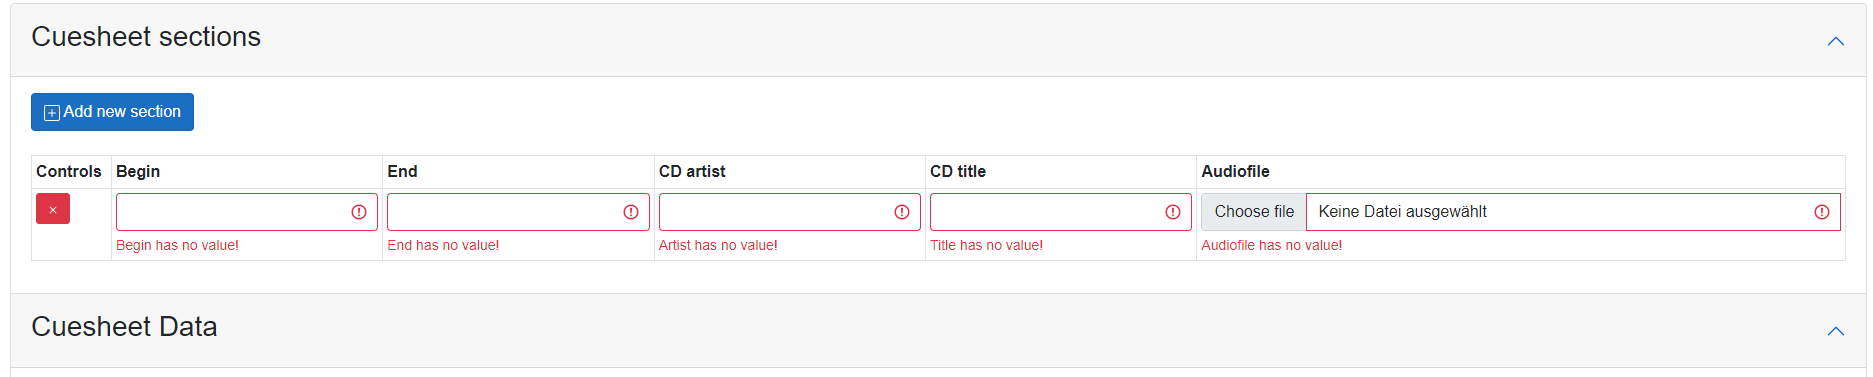 Cuesheet sections
Add new section
Controls Begin End CD artist CD title Audiofile
× Choose file Keine Datei ausgewählt
Begin has no value! End has no value! Artist has no value! Title has no value! Audiofile has no value!
Cuesheet Data